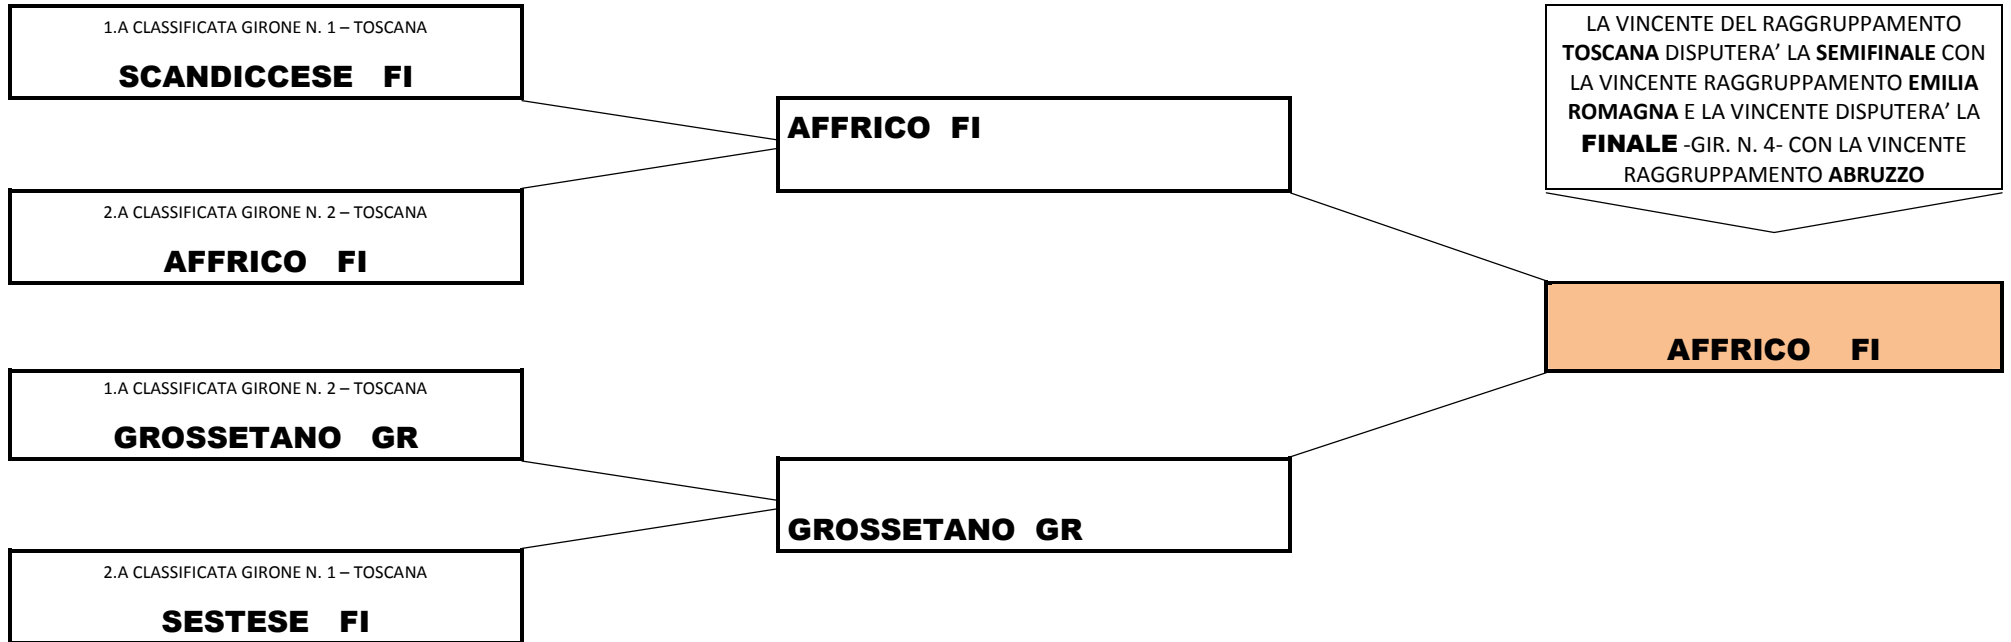 1.A CLASSIFICATA GIRONE N. 1 – TOSCANA
SCANDICCESE FI
2.A CLASSIFICATA GIRONE N. 2 – TOSCANA
AFFRICO FI
1.A CLASSIFICATA GIRONE N. 2 – TOSCANA
GROSSETANO GR
2.A CLASSIFICATA GIRONE N. 1 – TOSCANA
SESTESE FI
AFFRICO FI
GROSSETANO GR
LA VINCENTE DEL RAGGRUPPAMENTO
TOSCANA DISPUTERA’ LA SEMIFINALE CON
LA VINCENTE RAGGRUPPAMENTO EMILIA
ROMAGNA E LA VINCENTE DISPUTERA’ LA
FINALE -GIR. N. 4- CON LA VINCENTE
RAGGRUPPAMENTO ABRUZZO
AFFRICO FI